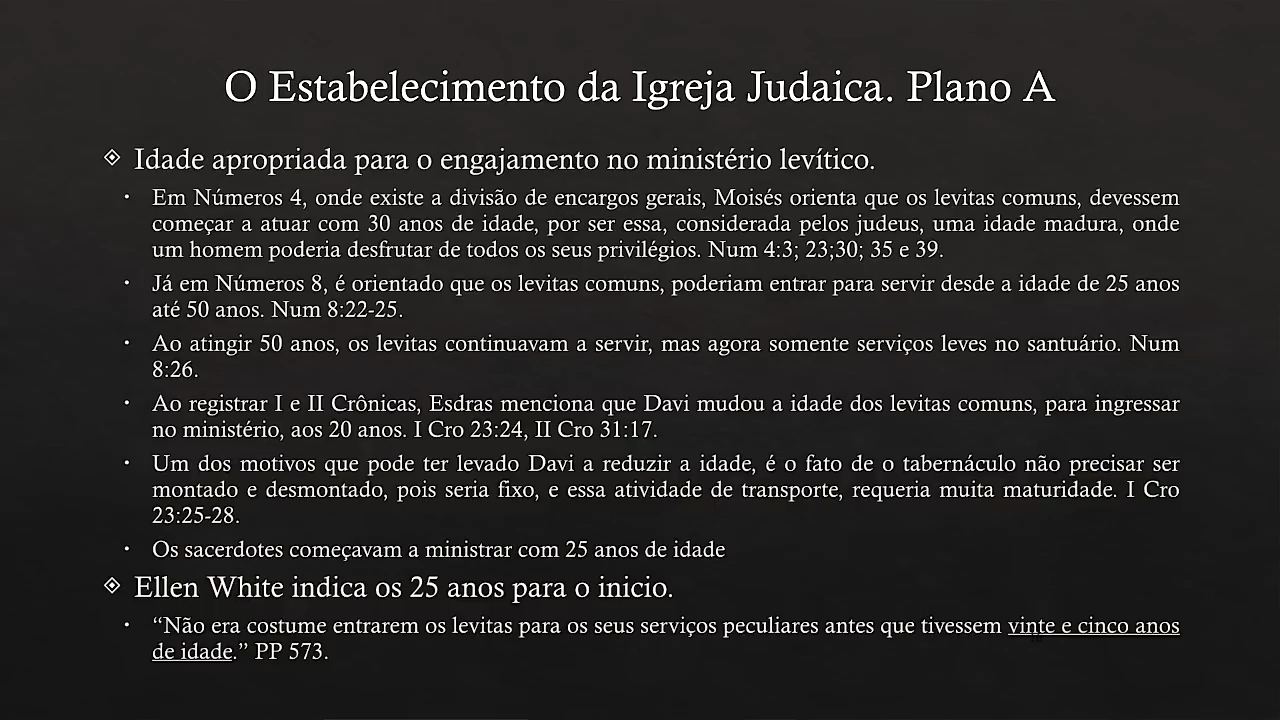 O Estabelecimento da Igreja Judaica. Plano A
Idade apropriada para o engajamento no ministério levítico.
• Em Números 4, onde existe a divisão de encargos gerais, Moisés orienta que os levitas comuns, devessem
começar a atuar com 30 anos de idade, por ser essa, considerada pelos judeus, uma idade madura, onde
um homem poderia desfrutar de todos os seus privilégios. Num 4:3; 23;30; 35 e 39.
• Já em Números 8, é orientado que os levitas comuns, poderiam entrar para servir desde a idade de 25 anos
até 50 anos. Num 8:22-25.
• Ao atingir 50 anos, os levitas continuavam a servir, mas agora somente serviços leves no santuário. Num
8:26.
• Ao registrar I e II Crônicas, Esdras menciona que Davi mudou a idade dos levitas comuns, para ingressar
no ministério, aos 20 anos. I Cro 23:24, II Cro 31:17.
• Um dos motivos que pode ter levado Davi a reduzir a idade, é o fato de o tabernáculo não precisar ser
montado e desmontado, pois seria fixo, e essa atividade de transporte, requeria muita maturidade. I Cro
23:25-28.
• Os sacerdotes começavam a ministrar com 25 anos de idade
Ellen White indica os 25 anos para o inicio.
• “Não era costume entrarem os levitas para os seus serviços peculiares antes que tivessem vinte e cinco anos
de idade.” PP 573.